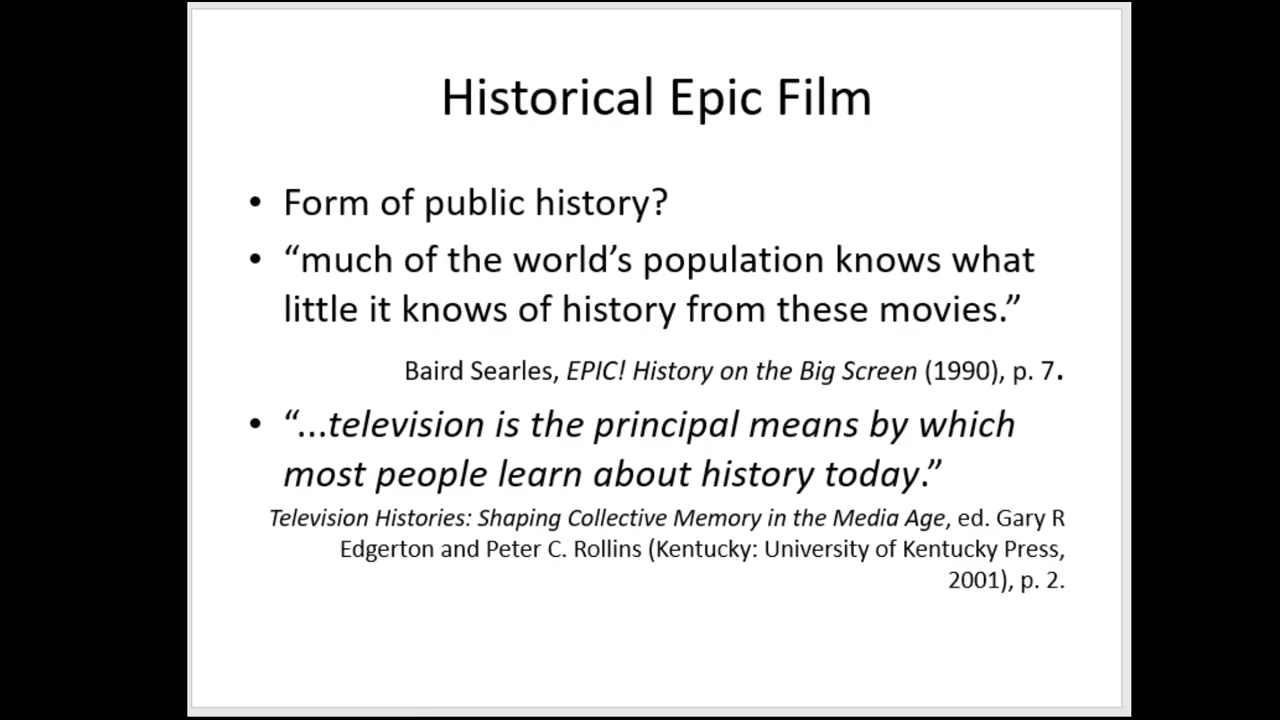 Historical Epic Film
• Form of public history?
• “much of the world’s population knows what
little it knows of history from these movies.”
Baird Searles, EPIC! History on the Big Screen (1990), p. 7.
• “...television is the principal means by which
most people learn about history today.”
Television Histories: Shaping Collective Memory in the Media Age, ed. Gary R
Edgerton and Peter C. Rollins (Kentucky: University of Kentucky Press,
2001), p. 2.